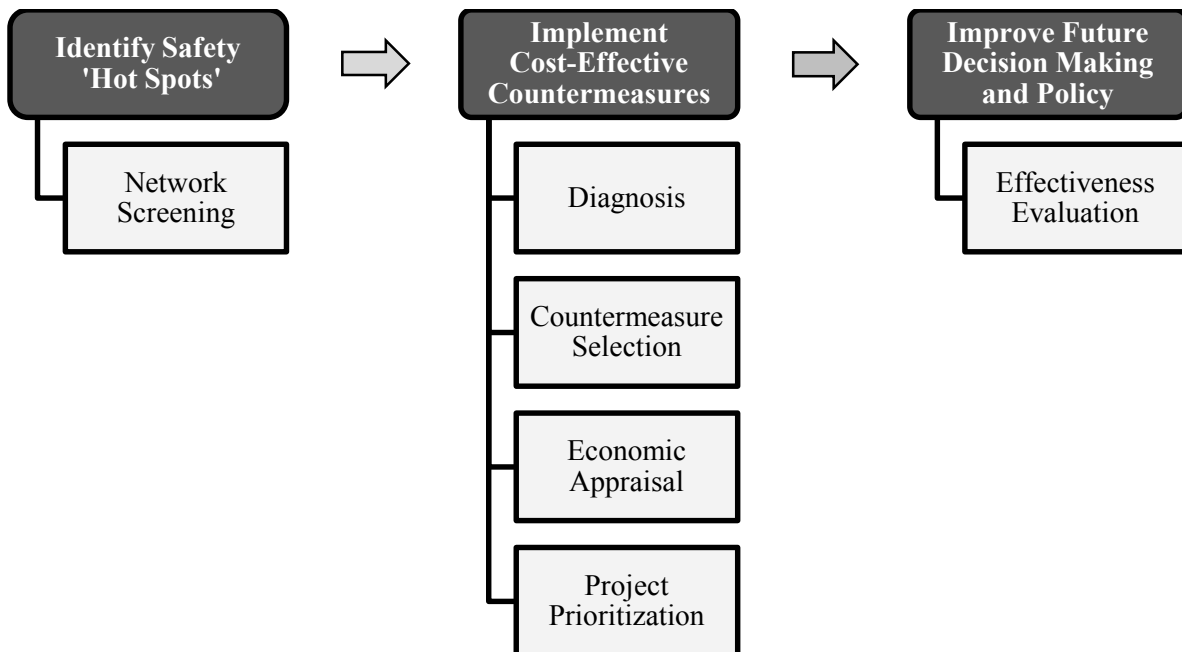 Identify Safety
'Hot Spots'
Network
Screening
Implement
Cost-Effective
Countermeasures
Diagnosis
Countermeasure
Selection
Economic
Appraisal
Project
Prioritization
Improve Future
Decision Making
and Policy
Effectiveness
Evaluation